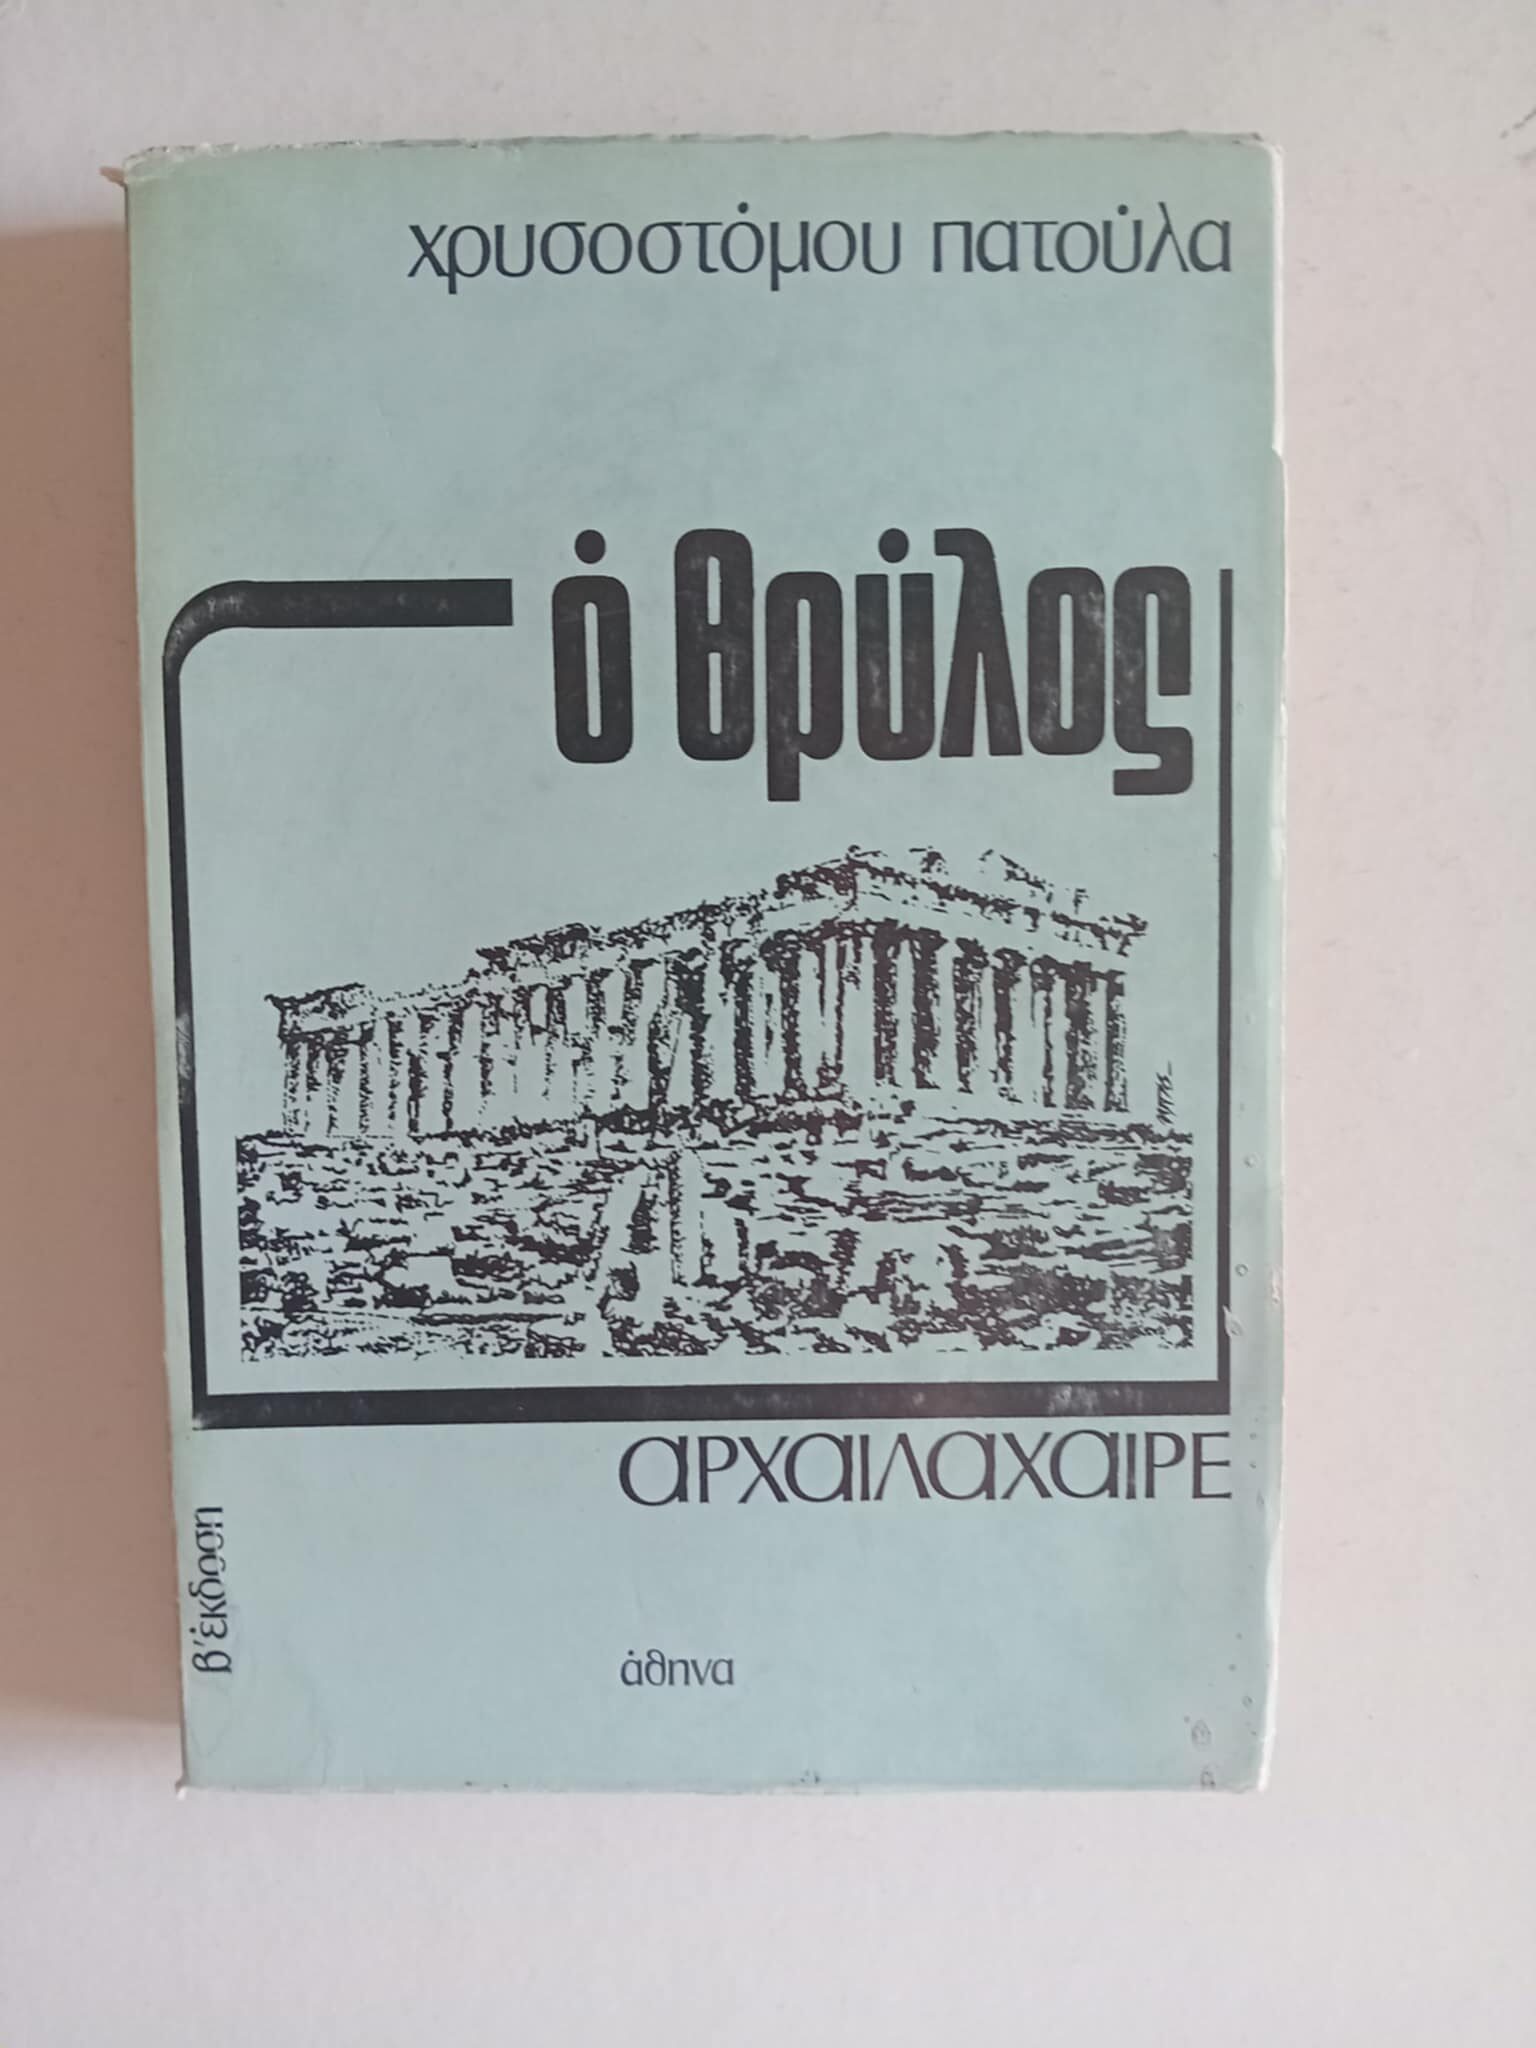 χρυσοστόμου πατούλα
ὁ θρύλος
ΑΡΧΑΙΛΑΧΑΙΡΕ
β' έκδοση
ἀθηνα